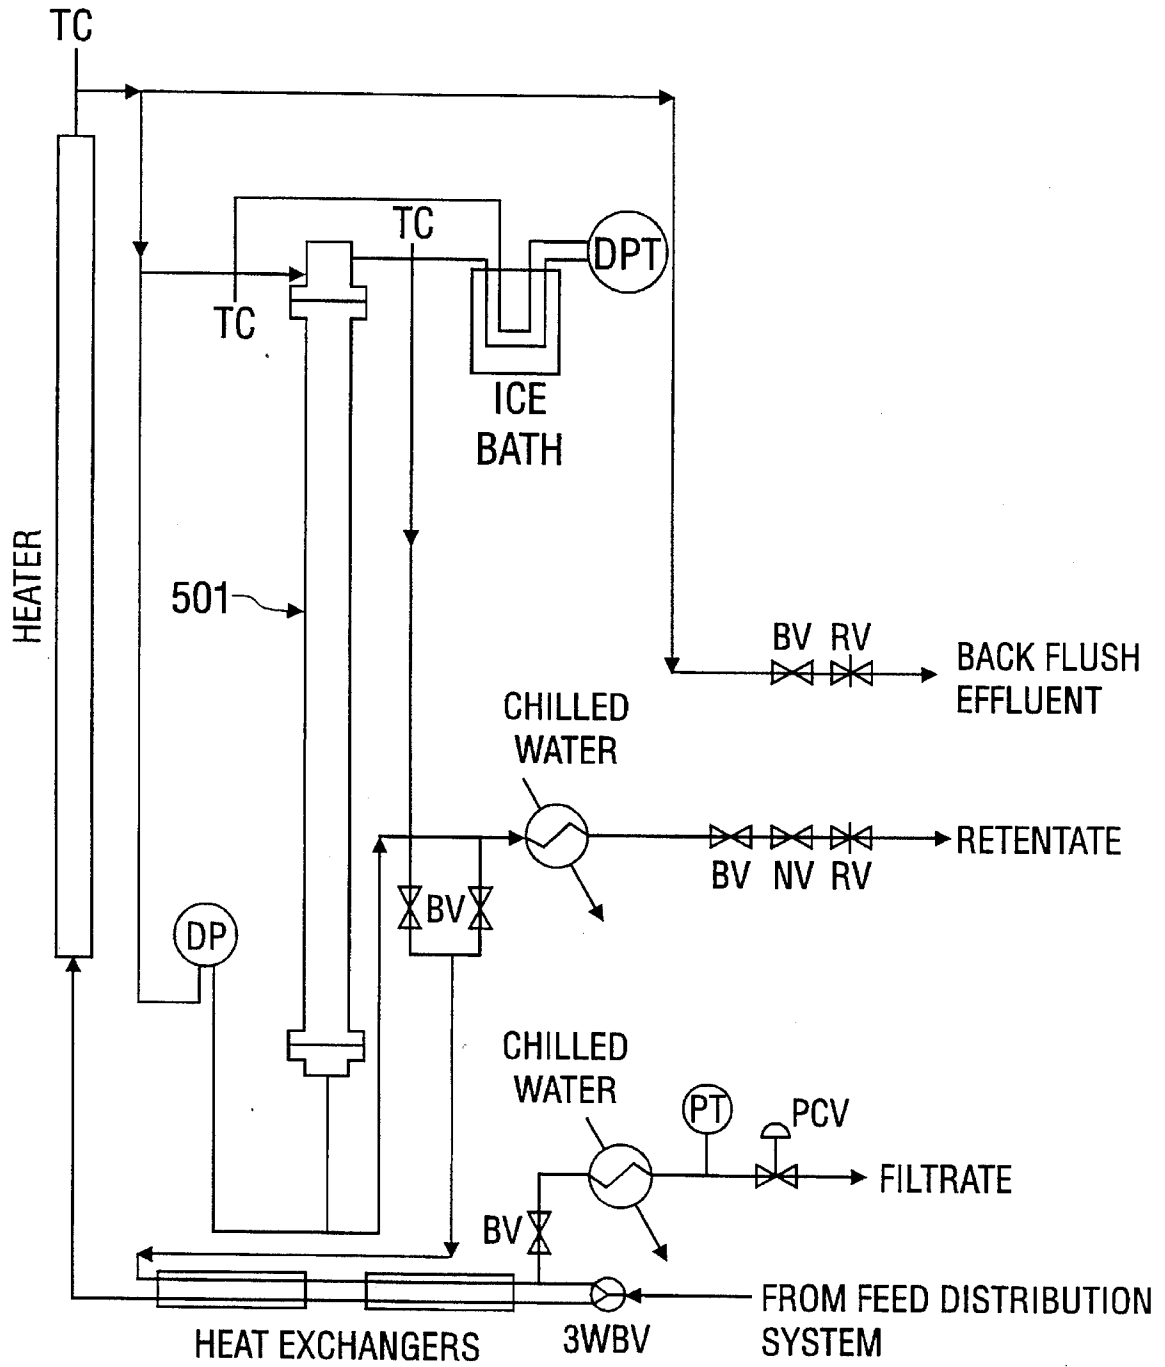 TC
TC
DPT
TC
ICE
BATH
HEATER
501
BV RV
BACK FLUSH
EFFLUENT
CHILLED
WATER
RETENTATE
BV NV RV
BV
DP
CHILLED
WATER
PT
PCV
FILTRATE
BV
FROM FEED DISTRIBUTION
SYSTEM
HEAT EXCHANGERS
3WBV